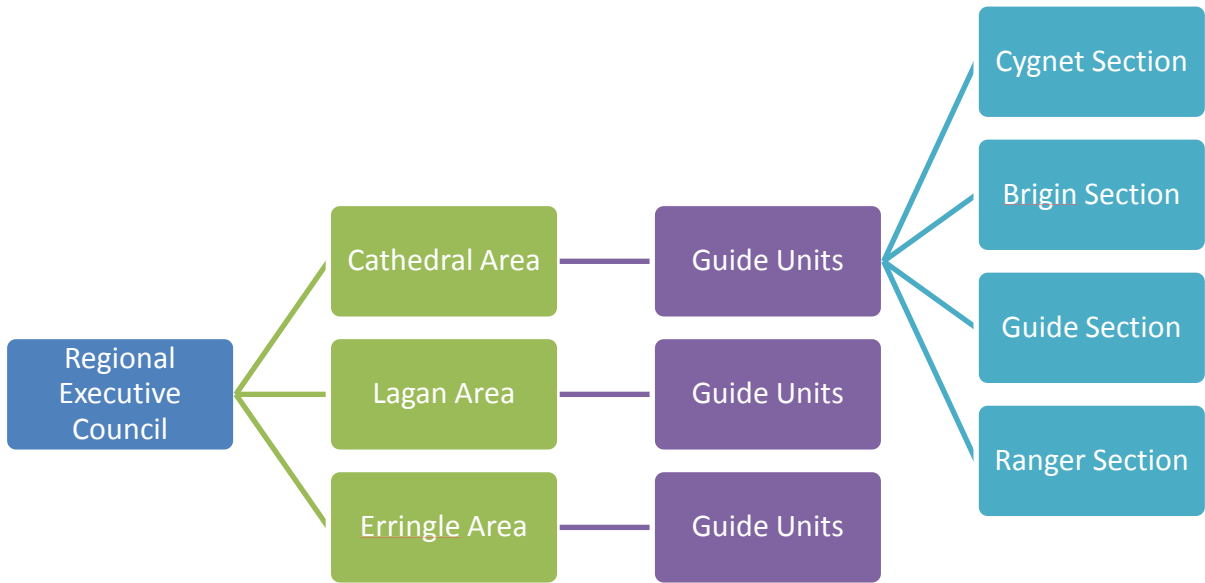 Regional
Executive
Council
Cathedral Area
Lagan Area
Erringle Area
Guide Units
Guide Units
Guide Units
Cygnet Section
Brigin Section
Guide Section
Ranger Section